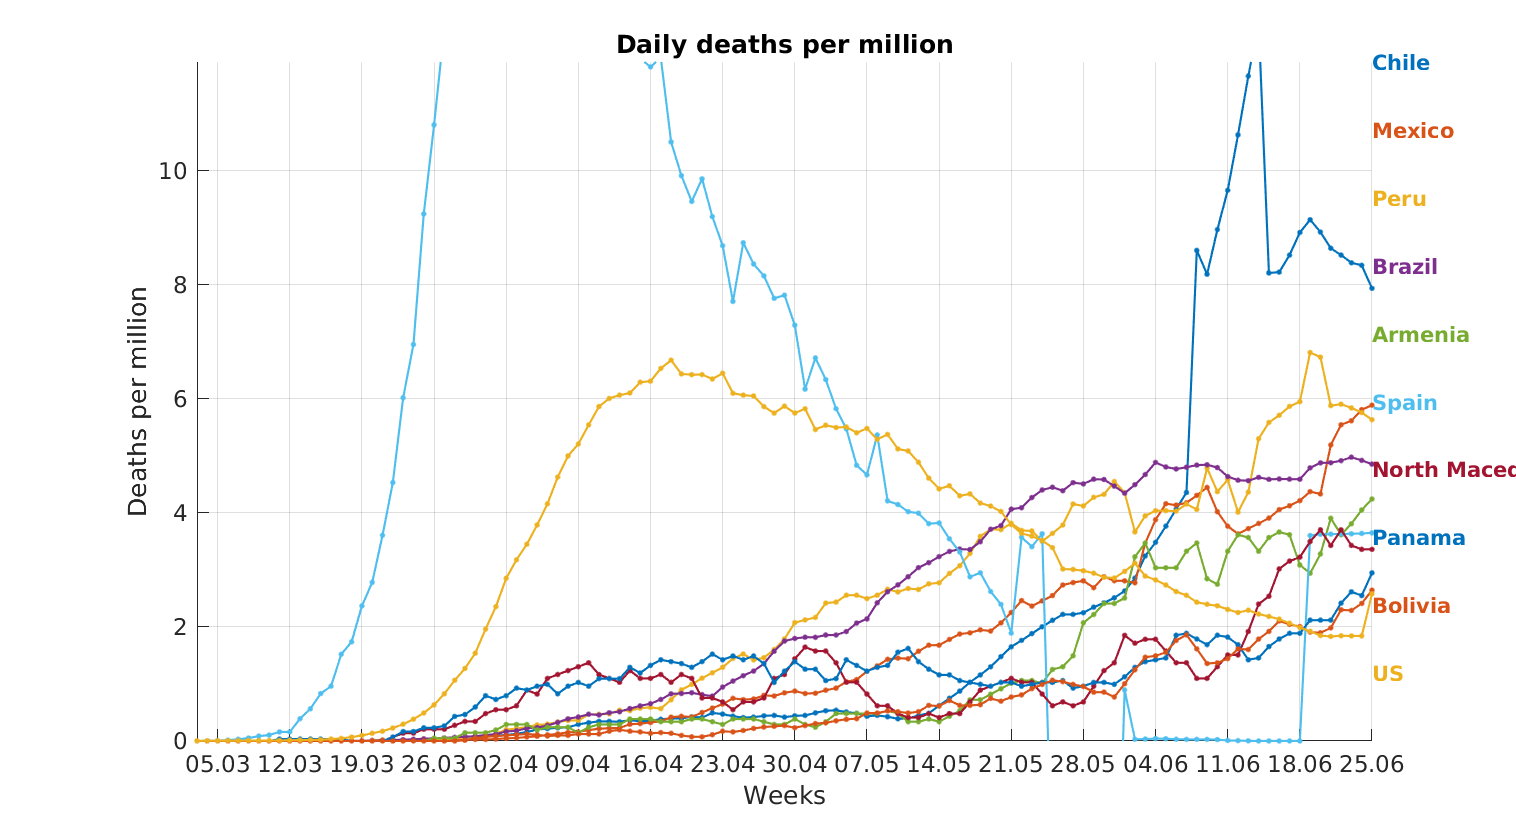 Daily deaths per million
Chile
Mexico
Peru
Brazil
Armenia
Spain
North Maced
Panama
Bolivia
US
Deaths per million
10
8
6
4
2
0
05.03 12.03 19.03 26.03 02.04 09.04 16.04 23.04 30.04 07.05 14.05 21.05 28.05 04.06 11.06 18.06 25.06
Weeks